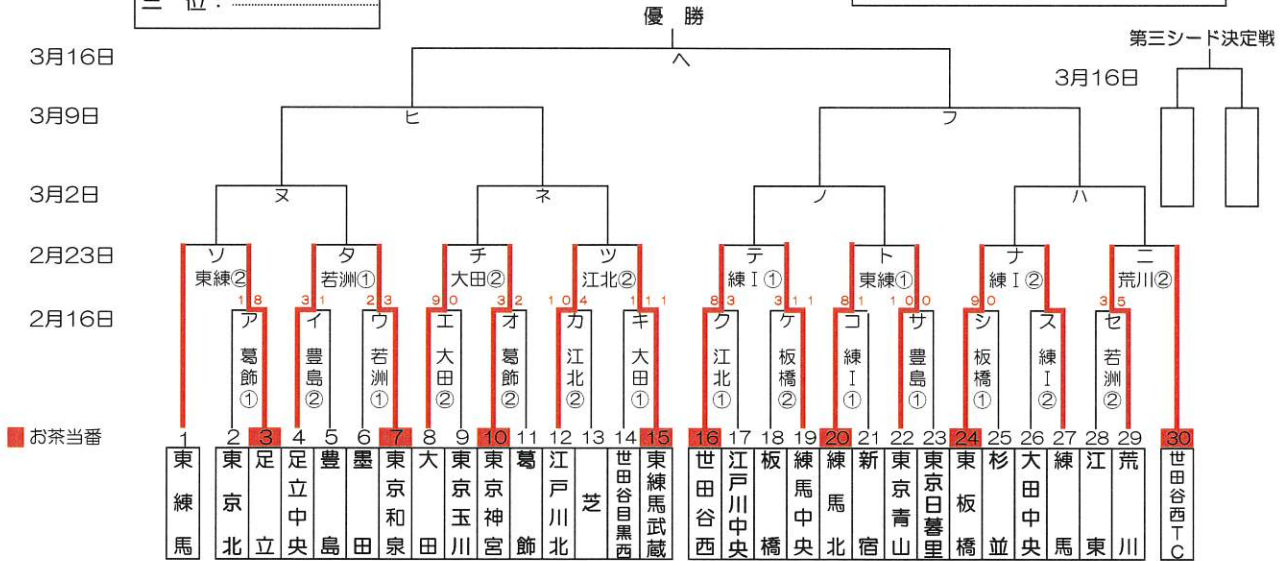 三 位：
優 勝
第三シード決定戦
3月16日
ヘ
3月16日
3月9日
ヒ
フ
3月2日
ヌ
ネ
ノ
ハ
2月23日
ソ
タ
チ
ツ
テ
ト
ナ
ニ
東練②
若洲①
大田②
江北②
練Ⅰ①
東練①
練Ⅰ②
荒川②
1 8 3 1 2 3 9 0 3 2 10 4 1 11 8 3 3 11 8 1 10 0 9 0 3 5
2月16日
ア
イ
ウ
エ
オ
カ
キ
ク
ケ
コ
サ
シ
ス
セ
葛飾①
豊島②
若洲①
大田②
葛飾②
江北②
大田①
江北①
板橋②
練Ⅰ①
豊島①
板橋①
練Ⅰ②
若洲②
お茶当番
1 2 3 4 5 6 7 8 9 10 11 12 13 14 15 16 17 18 19 20 21 22 23 24 25 26 27 28 29 30
東練馬
東京北
足立
足立中央
豊島
墨田
東京和泉
大田
東京玉川
東京神宮
葛飾
江戸川北
芝
世田谷目黒西
東練馬武蔵
世田谷西
江戸川中央
板橋
練馬中央
練馬北
新宿
東京青山
東京日暮里
東板橋
杉並
大田中央
練馬
江東
荒川
世田谷西TC